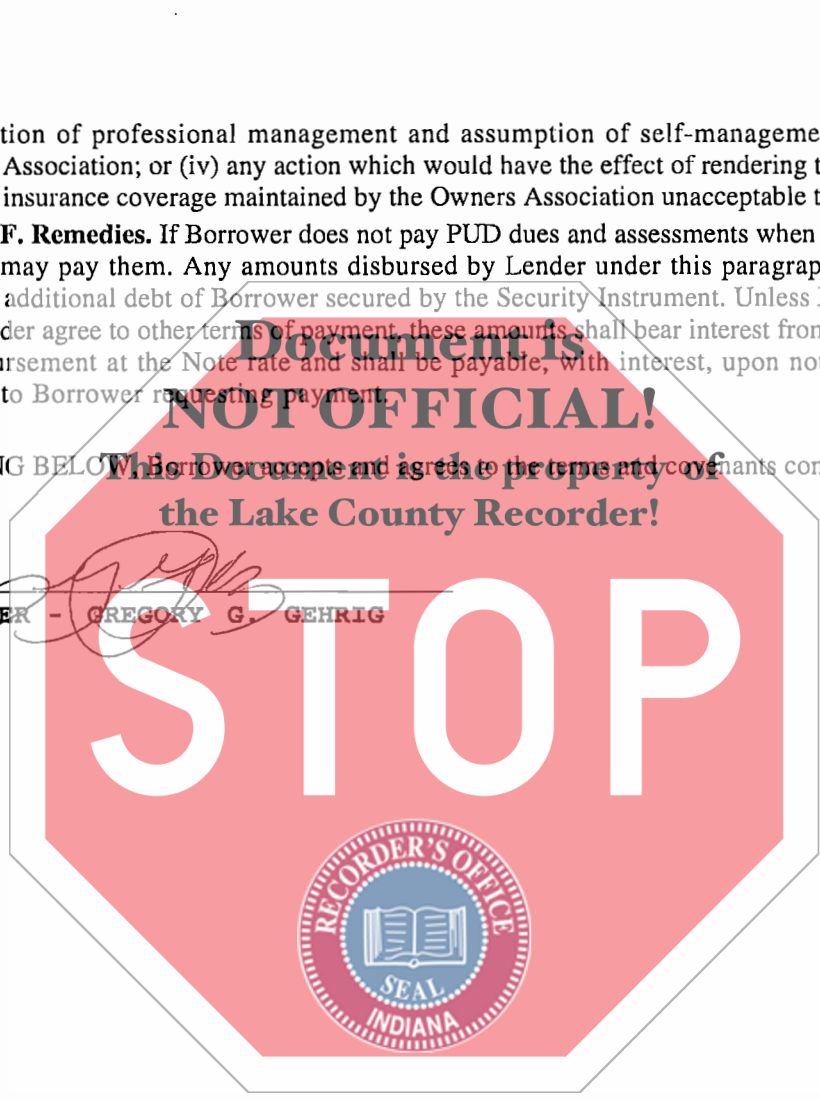 tion of professional management and assumption of self-manageme
Association; or (iv) any action which would have the effect of rendering t
insurance coverage maintained by the Owners Association unacceptable t
F. Remedies. If Borrower does not pay PUD dues and assessments when
may pay them. Any amounts disbursed by Lender under this paragrap
additional debt of Borrower secured by the Security Instrument. Unless
der agree to other terms of payment, these amounts shall bear interest from
rsement at the Note rate and shall be payable, with interest, upon not
to Borrower requesting payment.
Document is
NOT OFFICIAL!
This Document is the property of
the Lake County Recorder!
G BELOW, Borrower accepts and agrees to the terms and covenants con
ER - GREGORY G. GEHRIG
STOP
RECORDER'S OFFICE
SEAL
INDIANA